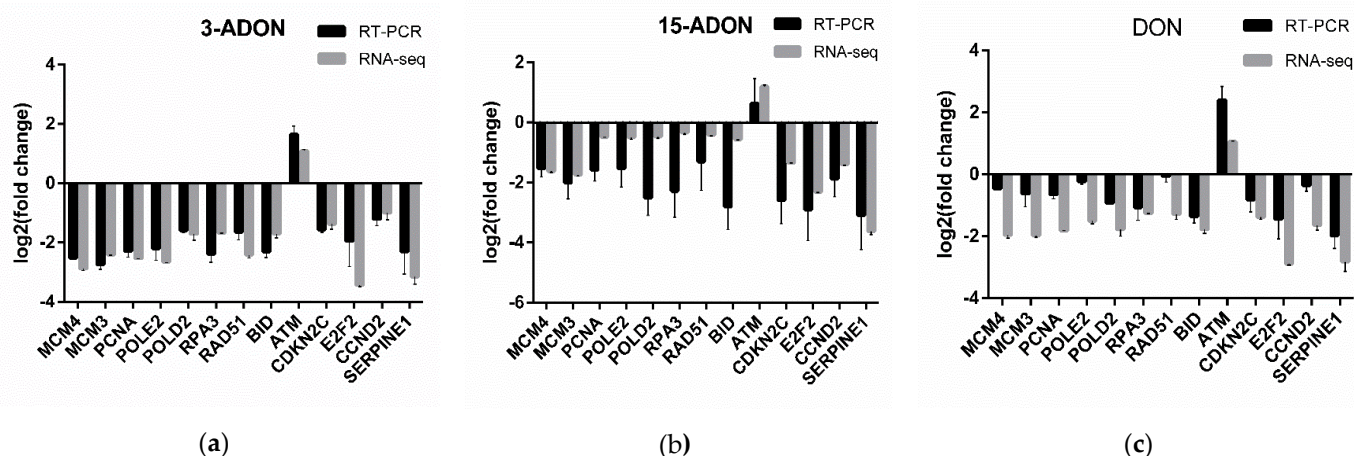 3-ADON
RT-PCR
RNA-seq
log2(fold change)
4
2
0
-2
-4
MCM4
MCM3
PCNA
POLE2
POLD2
RPA3
RAD51
BID
ATM
CDKN2C
E2F2
CCND2
SERPINE1
(a)
15-ADON
RT-PCR
RNA-seq
log2(fold change)
2
0
-2
-4
-6
MCM4
MCM3
PCNA
POLE2
POLD2
RPA3
RAD51
BID
ATM
CDKN2C
E2F2
CCND2
SERPINE1
(b)
DON
RT-PCR
RNA-seq
log2(fold change)
4
2
0
-2
-4
MCM4
MCM3
PCNA
POLE2
POLD2
RPA3
RAD51
BID
ATM
CDKN2C
E2F2
CCND2
SERPINE1
(c)